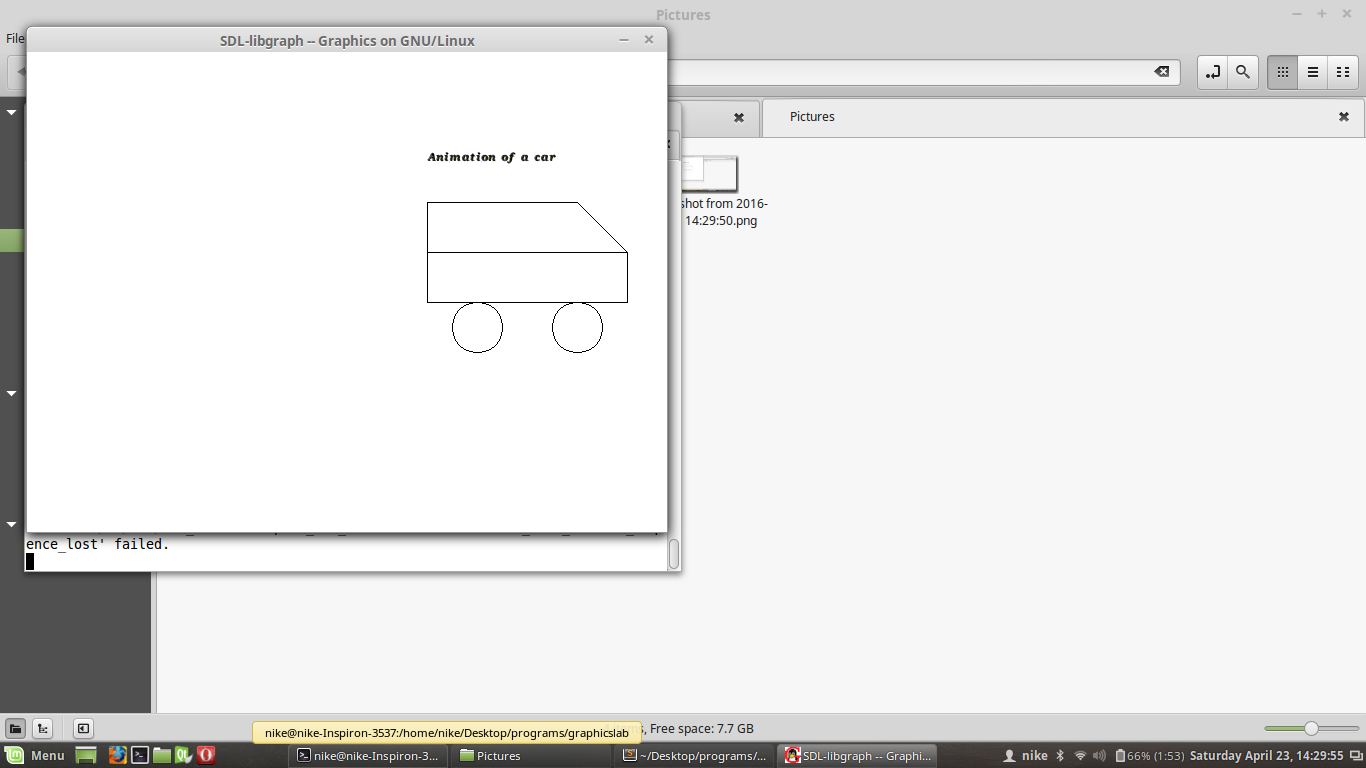 Pictures
File
SDL-libgraph -- Graphics on GNU/Linux
Pictures
Animation of a car
shot from 2016-
14:29:50.png
ence_lost' failed.
Free space: 7.7 GB
nike@nike-Inspiron-3537:/home/nike/Desktop/programs/graphicslab
Menu
nike@nike-Inspiron-3...
Pictures
~/Desktop/programs/...
SDL-libgraph -- Graphi...
nike
66% (1:53)
Saturday April 23, 14:29:55